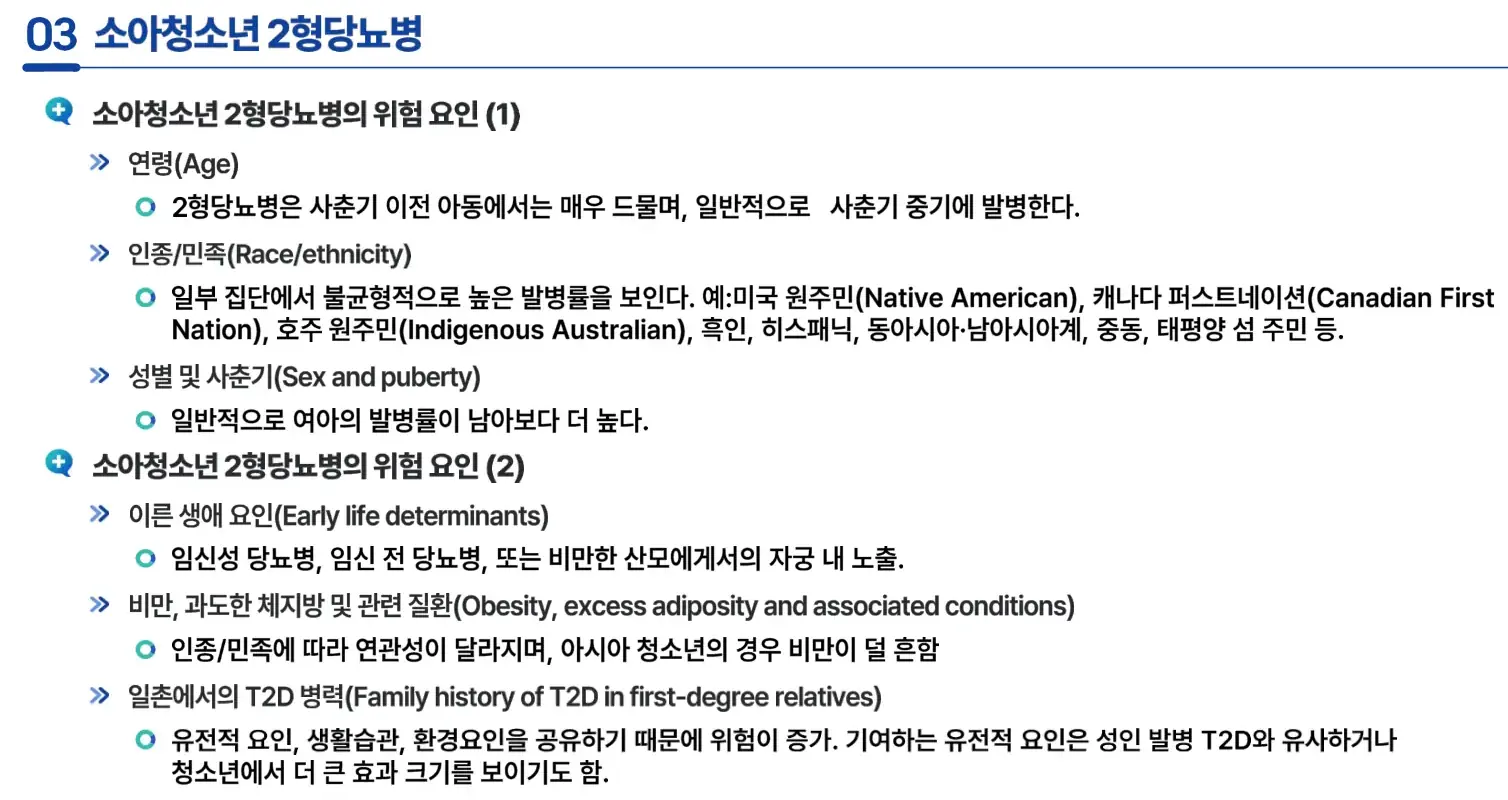 03 소아청소년 2형당뇨병
소아청소년 2형당뇨병의 위험 요인 (1)
연령(Age)
2형당뇨병은 사춘기 이전 아동에서는 매우 드물며, 일반적으로 사춘기 중기에 발병한다.
인종/민족(Race/ethnicity)
일부 집단에서 불균형적으로 높은 발병률을 보인다. 예:미국 원주민(Native American), 캐나다 퍼스트네이션(Canadian First
Nation), 호주 원주민(Indigenous Australian), 흑인, 히스패닉, 동아시아·남아시아계, 중동, 태평양 섬 주민 등.
성별 및 사춘기(Sex and puberty)
일반적으로 여아의 발병률이 남아보다 더 높다.
소아청소년 2형당뇨병의 위험 요인 (2)
이른 생애 요인(Early life determinants)
임신성 당뇨병, 임신 전 당뇨병, 또는 비만한 산모에게서의 자궁 내 노출.
비만, 과도한 체지방 및 관련 질환(Obesity, excess adiposity and associated conditions)
인종/민족에 따라 연관성이 달라지며, 아시아 청소년의 경우 비만이 덜 흔함
일촌에서의 T2D 병력(Family history of T2D in first-degree relatives)
유전적 요인, 생활습관, 환경요인을 공유하기 때문에 위험이 증가. 기여하는 유전적 요인은 성인 발병 T2D와 유사하거나
청소년에서 더 큰 효과 크기를 보이기도 함.